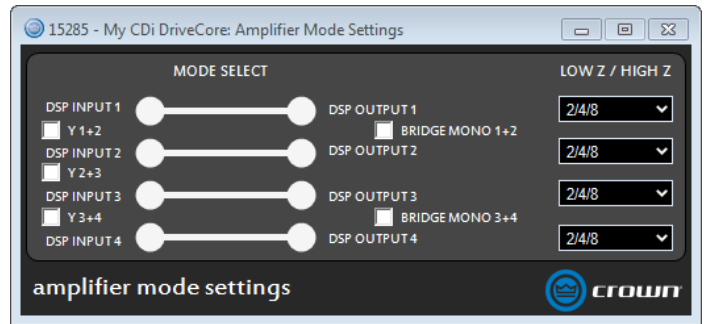 15285 - My CDi DriveCore: Amplifier Mode Settings
MODE SELECT
LOW Z / HIGH Z
DSP INPUT 1
DSP OUTPUT 1
2/4/8
Y 1+2
BRIDGE MONO 1+2
DSP INPUT 2
DSP OUTPUT 2
2/4/8
Y 2+3
DSP INPUT 3
DSP OUTPUT 3
2/4/8
Y 3+4
BRIDGE MONO 3+4
DSP INPUT 4
DSP OUTPUT 4
2/4/8
amplifier mode settings
crown